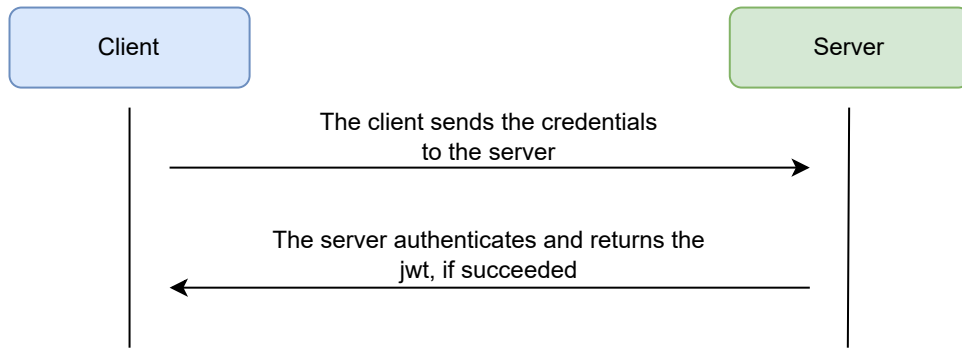 Client
Server
The client sends the credentials
to the server
The server authenticates and returns the
jwt, if succeeded